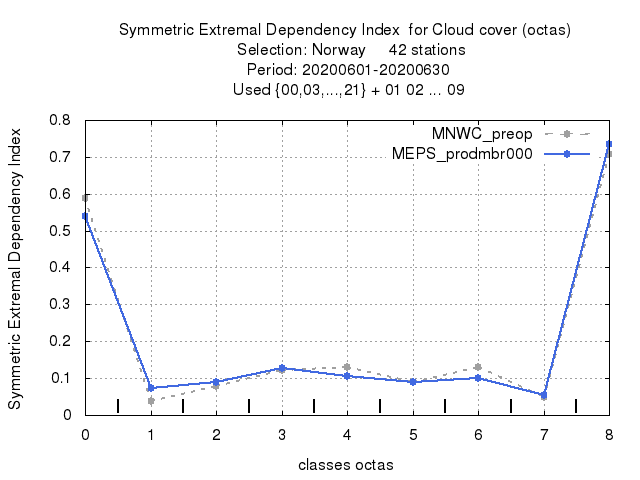 Symmetric Extremal Dependency Index for Cloud cover (octas)
Selection: Norway 42 stations
Period: 20200601-20200630
Used {00,03,...,21} + 01 02 ... 09
MNWC_preop
MEPS_prodmbr000
Symmetric Extremal Dependency Index
0.8
0.7
0.6
0.5
0.4
0.3
0.2
0.1
0
0 1 2 3 4 5 6 7 8
classes octas